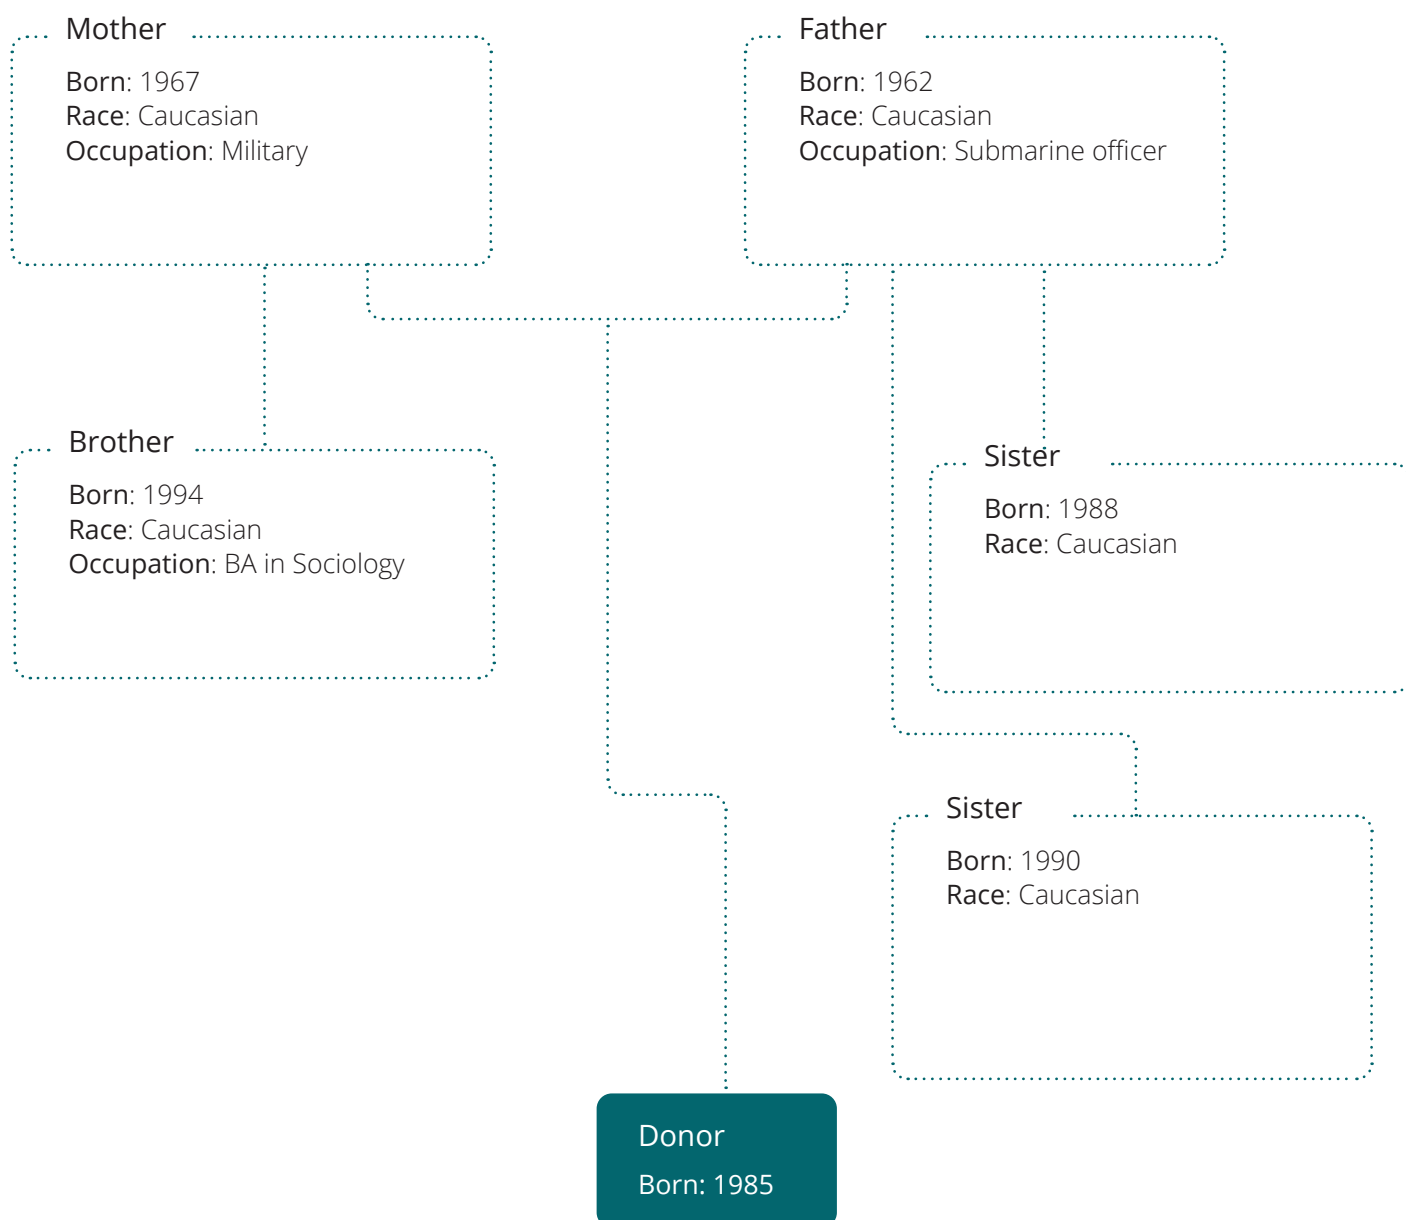 Mother
Born: 1967
Race: Caucasian
Occupation: Military
Father
Born: 1962
Race: Caucasian
Occupation: Submarine officer
Brother
Born: 1994
Race: Caucasian
Occupation: BA in Sociology
Sister
Born: 1988
Race: Caucasian
Sister
Born: 1990
Race: Caucasian
Donor
Born: 1985